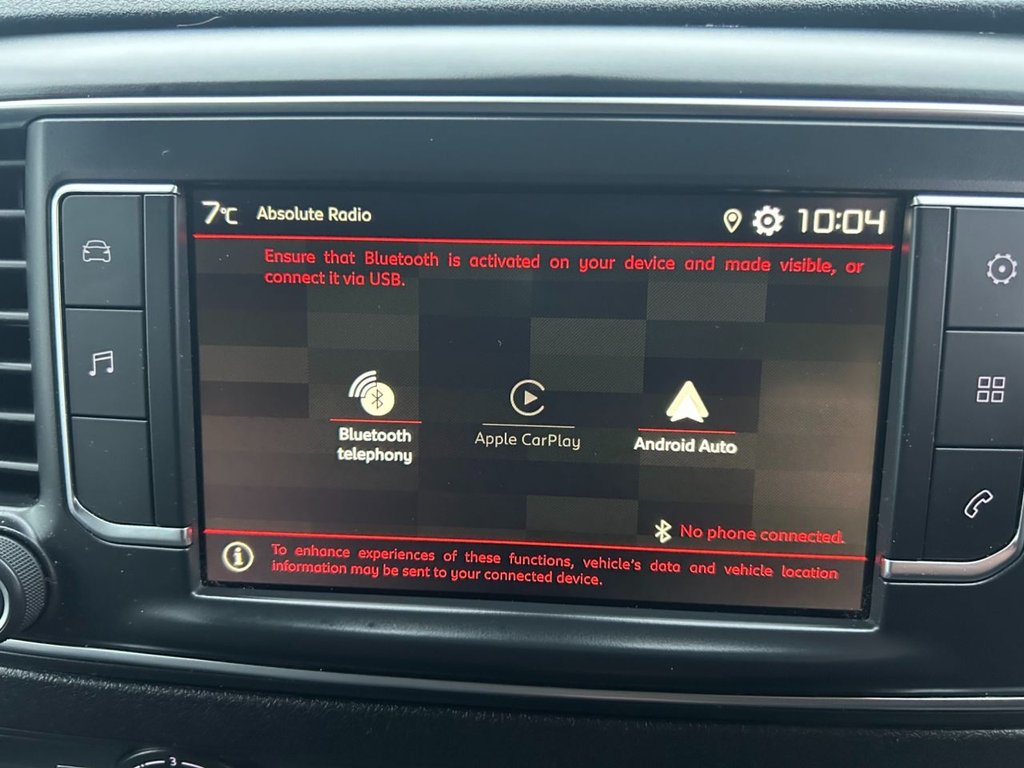 7°C Absolute Radio 10:04
Ensure that Bluetooth is activated on your device and made visible, or
connect it via USB.
Bluetooth
telephony
Apple CarPlay
Android Auto
No phone connected.
To enhance experiences of these functions, vehicle's data and vehicle location
information may be sent to your connected device.
3